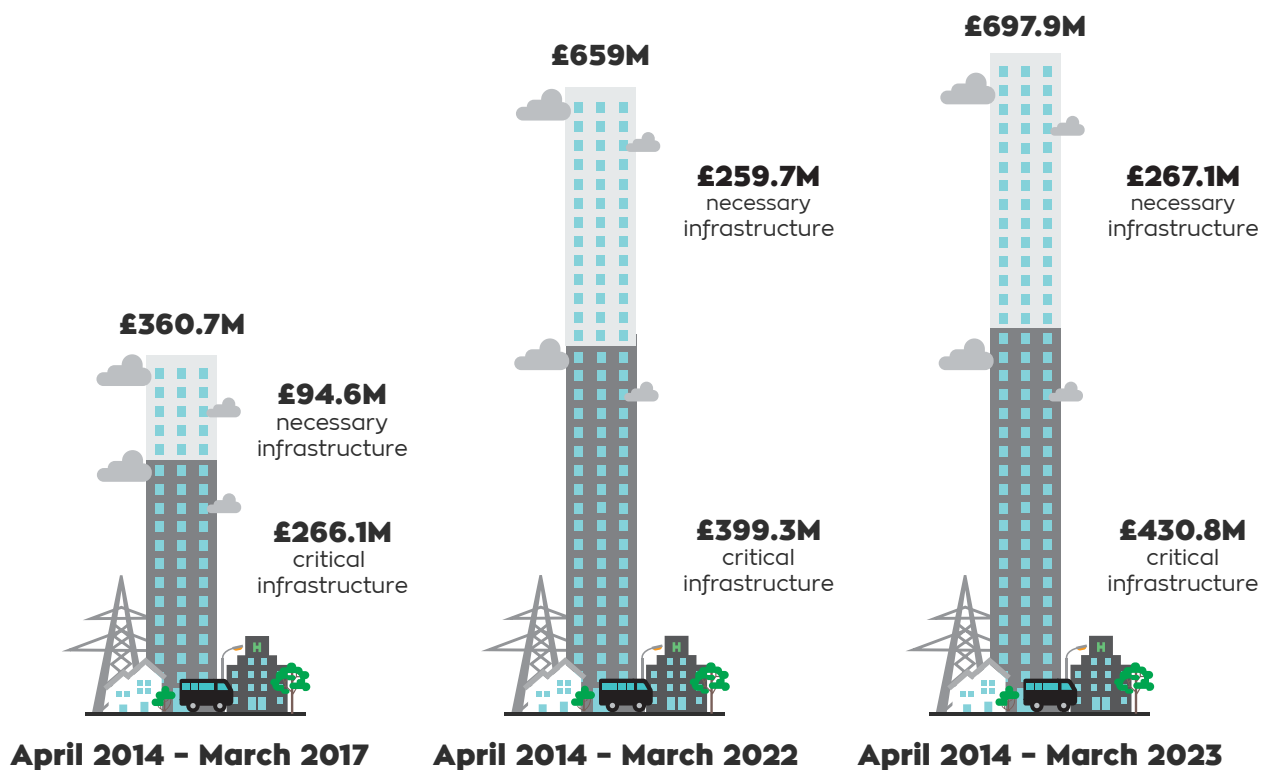 £360.7M
£94.6M
necessary
infrastructure
£266.1M
critical
infrastructure
H
April 2014 – March 2017
£659M
£259.7M
necessary
infrastructure
£399.3M
critical
infrastructure
H
April 2014 – March 2022
£697.9M
£267.1M
necessary
infrastructure
£430.8M
critical
infrastructure
H
April 2014 – March 2023